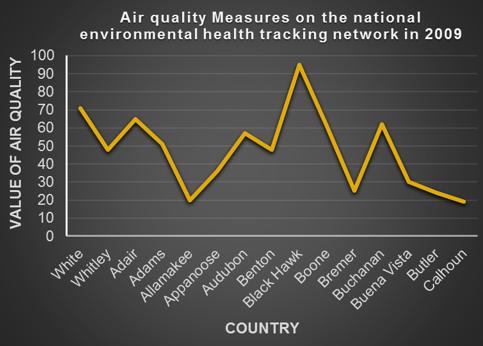 Air quality Measures on the national
environmental health tracking network in 2009
VALUE OF AIR QUALITY
100
90
80
70
60
50
40
30
20
10
0
White
Whitley
Adair
Adams
Allamakee
Appanoose
Audubon
Benton
Black Hawk
Boone
Bremer
Buchanan
Buena Vista
Butler
Calhoun
COUNTRY